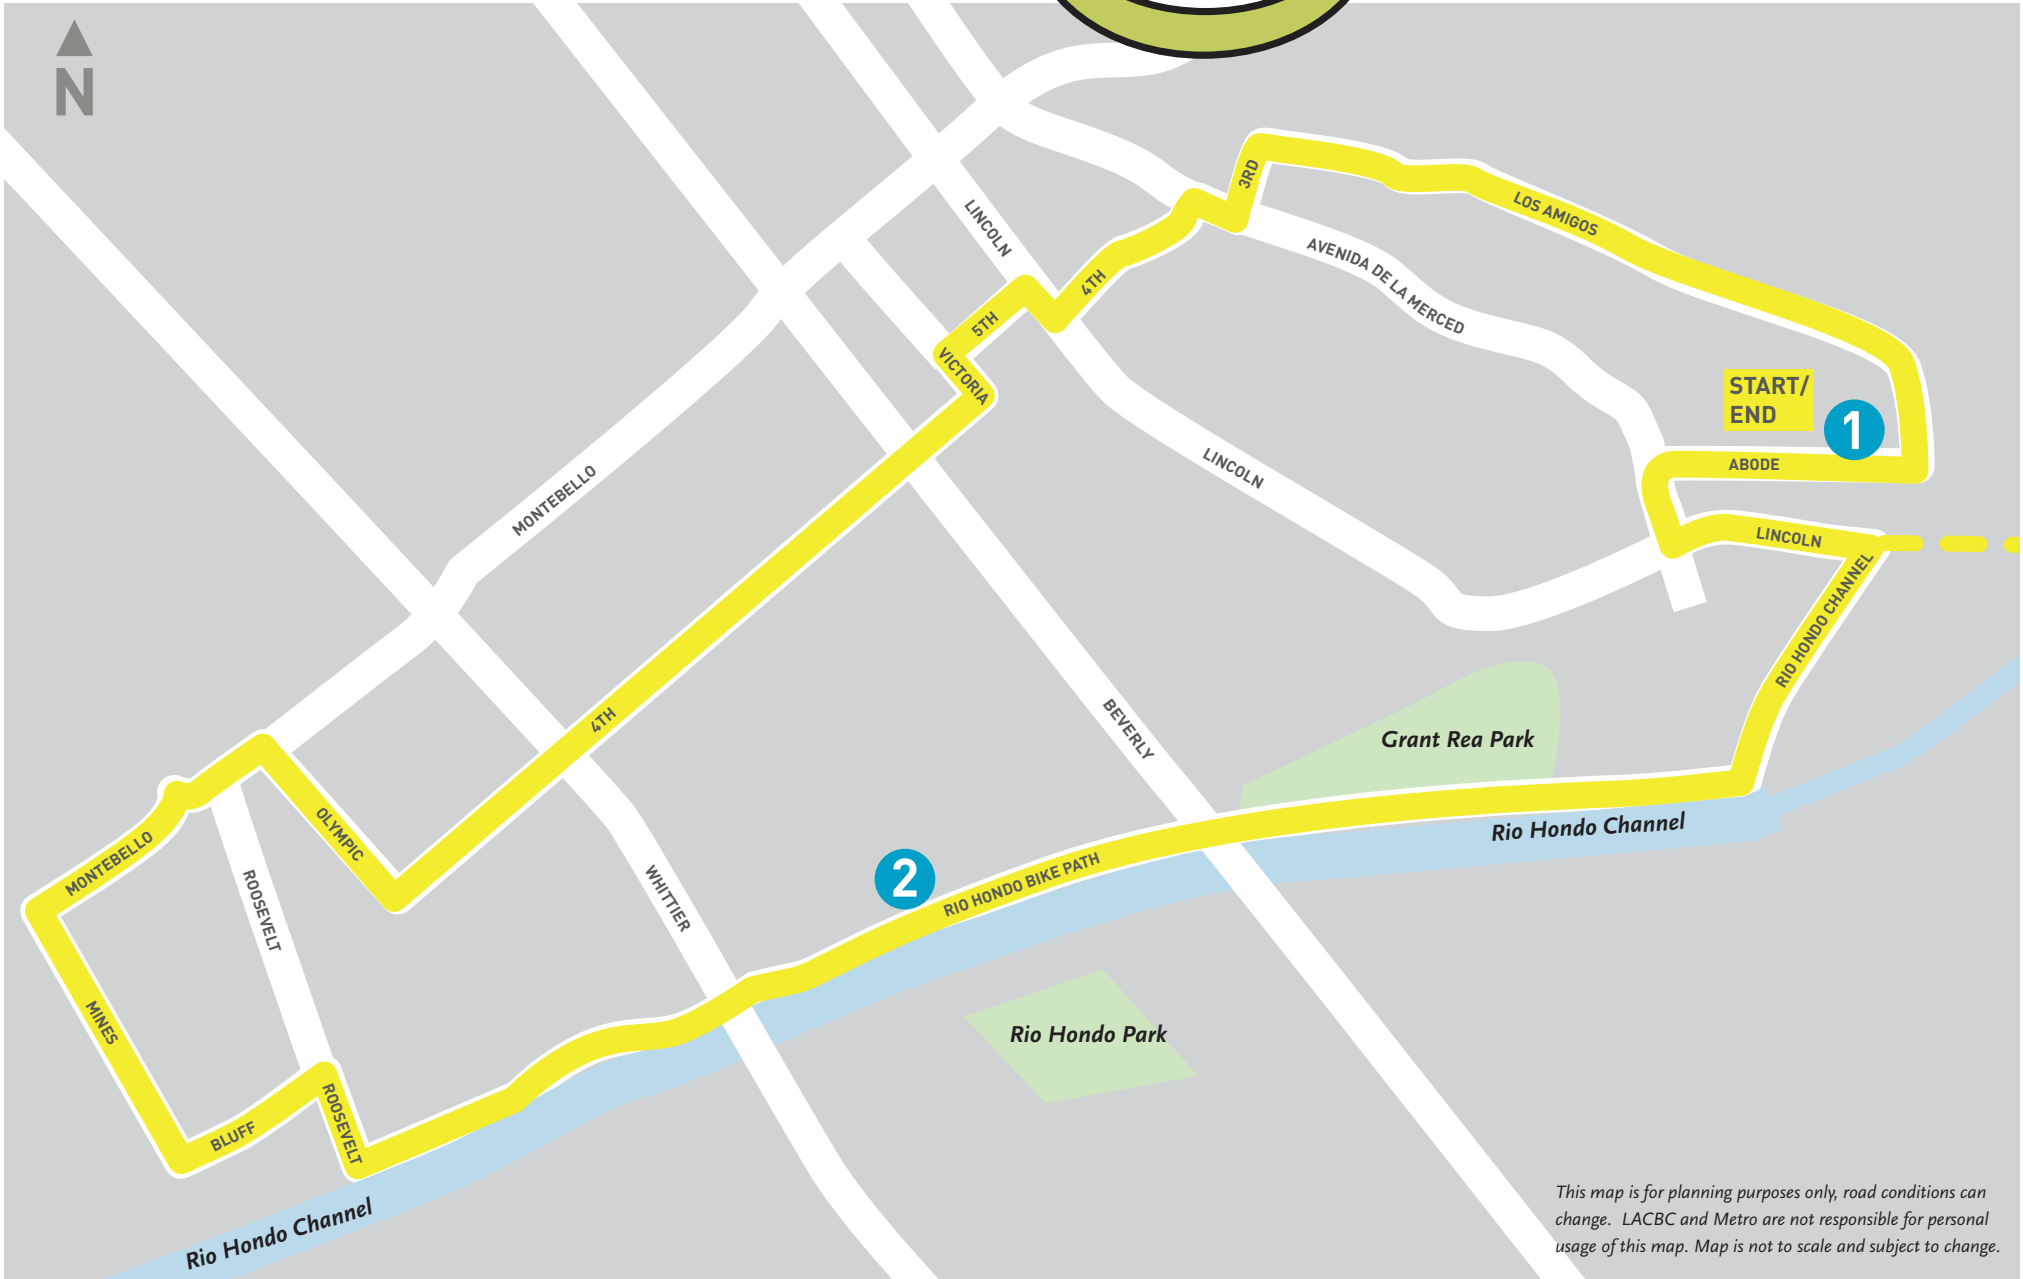 N
3RD
LOS AMIGOS
LINCOLN
AVENIDA DE LA MERCED
4TH
5TH
VICTORIA
START/
END
1
ABODE
LINCOLN
MONTEBELLO
LINCOLN
RIO HONDO CHANNEL
4TH
BEVERLY
Grant Rea Park
OLYMPIC
Rio Hondo Channel
MONTEBELLO
ROOSEVELT
WHITTIER
2
RIO HONDO BIKE PATH
MINES
Rio Hondo Park
BLUFF
ROOSEVELT
Rio Hondo Channel
This map is for planning purposes only, road conditions can
change. LACBC and Metro are not responsible for personal
usage of this map. Map is not to scale and subject to change.